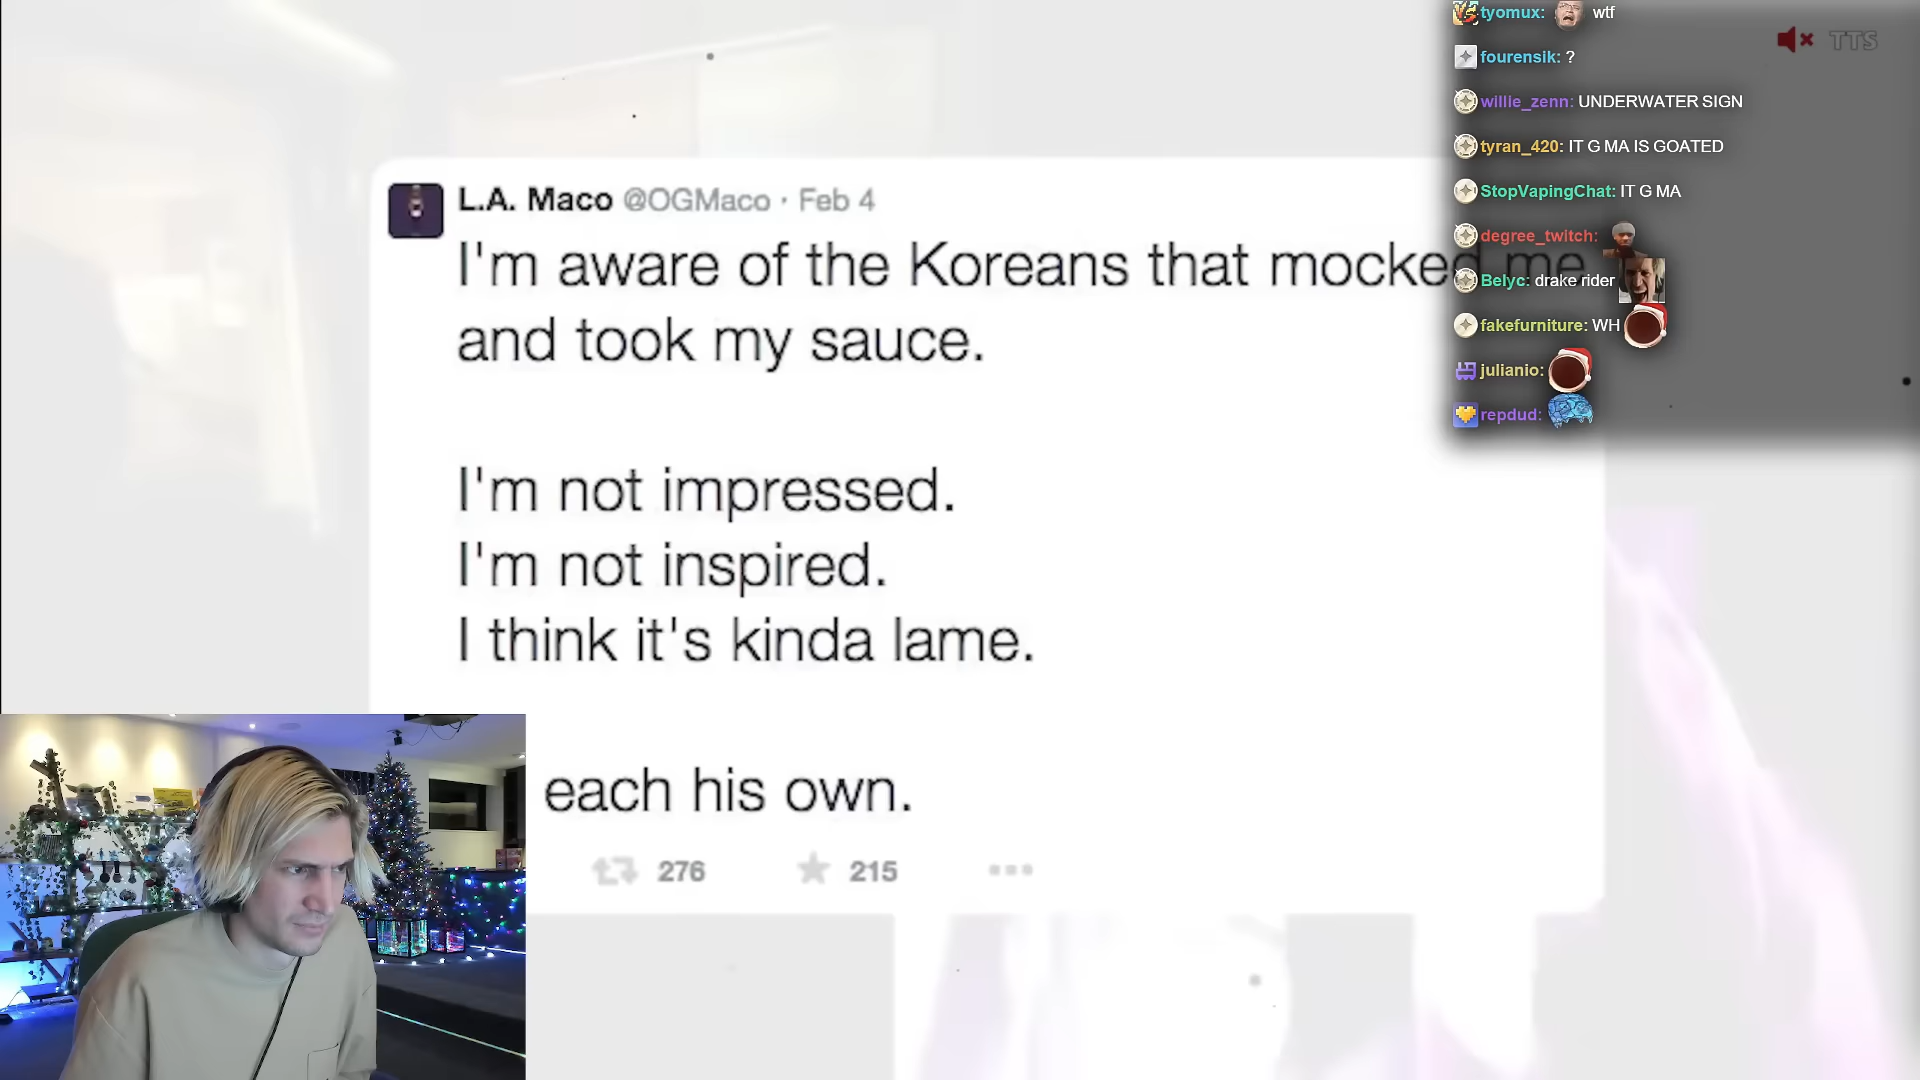 L.A. Maco @OGMaco · Feb 4
I'm aware of the Koreans that mocked me
and took my sauce.
I'm not impressed.
I'm not inspired.
I think it's kinda lame.
each his own.
276 215
TTS
tyomux: wtf
fourensik: ?
willie_zenn: UNDERWATER SIGN
tyran_420: IT G MA IS GOATED
StopVapingChat: IT G MA
degree_twitch:
Belyc: drake rider
fakefurniture: WH
julianio:
repdud: